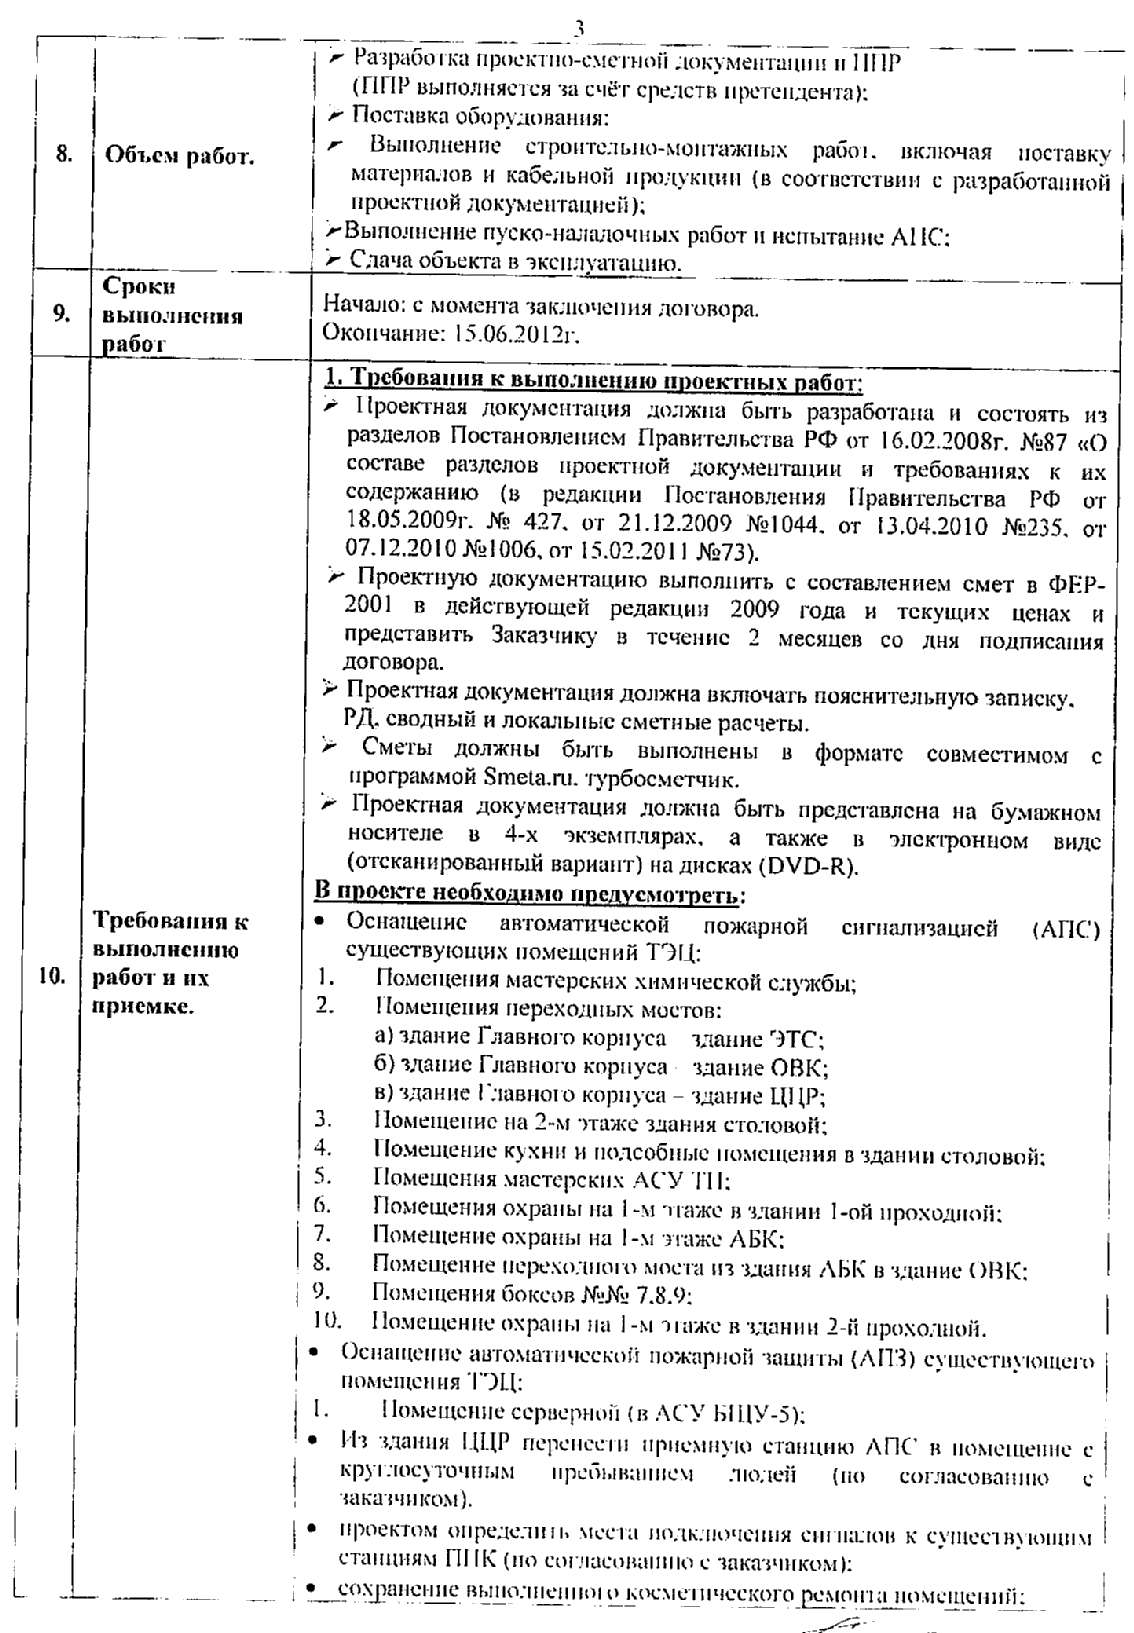 3
➢ Разработка проектно-сметной документации и ППР
(ППР выполняется за счёт средств претендента);
➢ Поставка оборудования;
8.
Объем работ.
➢ Выполнение строительно-монтажных работ, включая поставку
материалов и кабельной продукции (в соответствии с разработанной
проектной документацией);
➢Выполнение пуско-наладочных работ и испытание АПС;
➢ Сдача объекта в эксплуатацию.
9.
Сроки
выполнения
работ
Начало: с момента заключения договора.
Окончание: 15.06.2012г.
10.
Требования к
выполнению
работ и их
приемке.
1. Требования к выполнению проектных работ:
➢ Проектная документация должна быть разработана и состоять из
разделов Постановлением Правительства РФ от 16.02.2008г. №87 «О
составе разделов проектной документации и требованиях к их
содержанию (в редакции Постановления Правительства РФ от
18.05.2009г. № 427, от 21.12.2009 №1044, от 13.04.2010 №235, от
07.12.2010 №1006, от 15.02.2011 №73).
➢ Проектную документацию выполнить с составлением смет в ФЕР-
2001 в действующей редакции 2009 года и текущих ценах и
представить Заказчику в течение 2 месяцев со дня подписания
договора.
➢ Проектная документация должна включать пояснительную записку,
РД, сводный и локальные сметные расчеты.
➢ Сметы должны быть выполнены в формате совместимом с
программой Smeta.ru, турбосметчик.
➢ Проектная документация должна быть представлена на бумажном
носителе в 4-х экземплярах, а также в электронном виде
(отсканированный вариант) на дисках (DVD-R).
В проекте необходимо предусмотреть:
• Оснащение автоматической пожарной сигнализацией (АПС)
существующих помещений ТЭЦ:
1. Помещения мастерских химической службы;
2. Помещения переходных мостов:
а) здание Главного корпуса – здание ЭТС;
б) здание Главного корпуса – здание ОВК;
в) здание Главного корпуса – здание ЦЦР;
3. Помещение на 2-м этаже здания столовой;
4. Помещение кухни и подсобные помещения в здании столовой;
5. Помещения мастерских АСУ ТП;
6. Помещения охраны на 1-м этаже в здании 1-ой проходной;
7. Помещение охраны на 1-м этаже АБК;
8. Помещение переходного моста из здания АБК в здание ОВК;
9. Помещения боксов №№ 7,8,9;
10. Помещение охраны на 1-м этаже в здании 2-й проходной.
• Оснащение автоматической пожарной защиты (АПЗ) существующего
помещения ТЭЦ:
1. Помещение серверной (в АСУ БЩУ-5);
• Из здания ЦЦР перенести приемную станцию АПС в помещение с
круглосуточным пребыванием людей (по согласованию с
заказчиком).
• проектом определить места подключения сигналов к существующим
станциям ППК (по согласованию с заказчиком);
• сохранение выполненного косметического ремонта помещений;